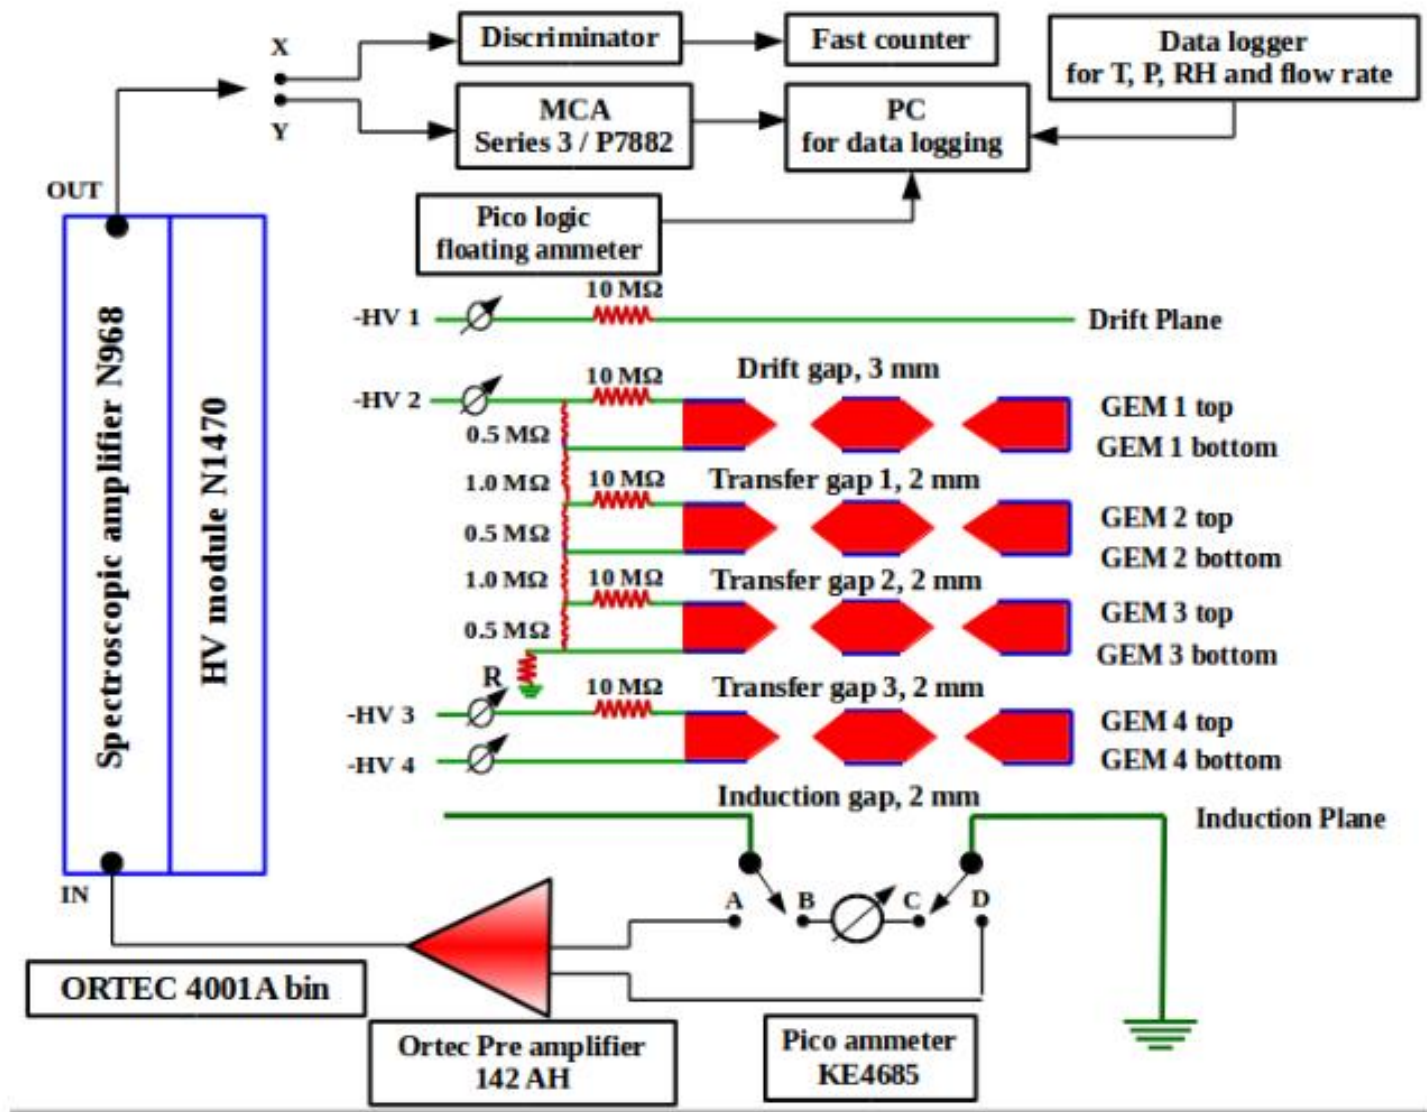 X
Y
Discriminator
Fast counter
Data logger
for T, P, RH and flow rate
MCA
Series 3 / P7882
PC
for data logging
OUT
Pico logic
floating ammeter
Spectroscopic amplifier N968
HV module N1470
IN
-HV 1
10 MΩ
Drift Plane
Drift gap, 3 mm
-HV 2
10 MΩ
GEM 1 top
0.5 MΩ
GEM 1 bottom
1.0 MΩ
10 MΩ
Transfer gap 1, 2 mm
GEM 2 top
0.5 MΩ
GEM 2 bottom
1.0 MΩ
10 MΩ
Transfer gap 2, 2 mm
GEM 3 top
0.5 MΩ
GEM 3 bottom
R
10 MΩ
Transfer gap 3, 2 mm
-HV 3
GEM 4 top
-HV 4
GEM 4 bottom
Induction gap, 2 mm
Induction Plane
A
B
C
D
ORTEC 4001A bin
Ortec Pre amplifier
142 AH
Pico ammeter
KE4685